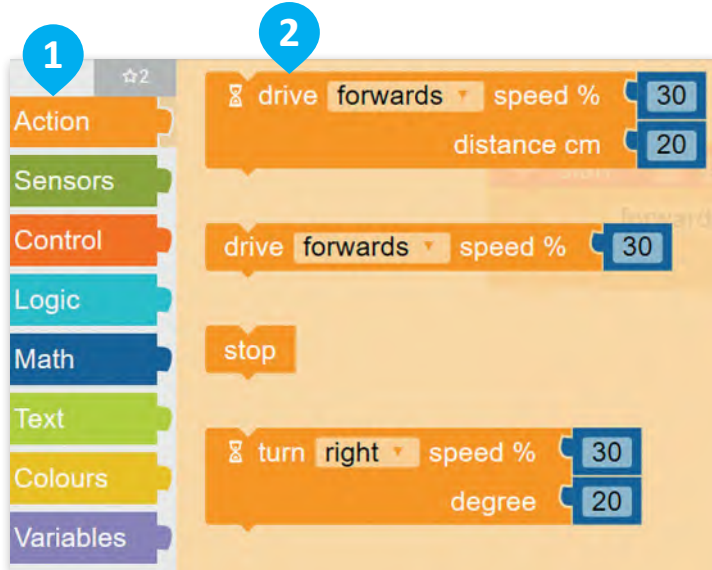 1
2
☆2
Action
Sensors
Control
Logic
Math
Text
Colours
Variables
drive forwards speed % 30
distance cm 20
drive forwards speed % 30
stop
turn right speed % 30
degree 20
forward